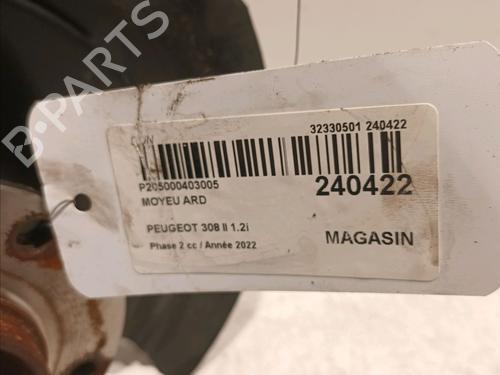 32330501 240422
P205000403005
240422
MOYEU ARD
PEUGEOT 308 II 1.2i
MAGASIN
Phase 2 cc / Année 2022
B-PARTS